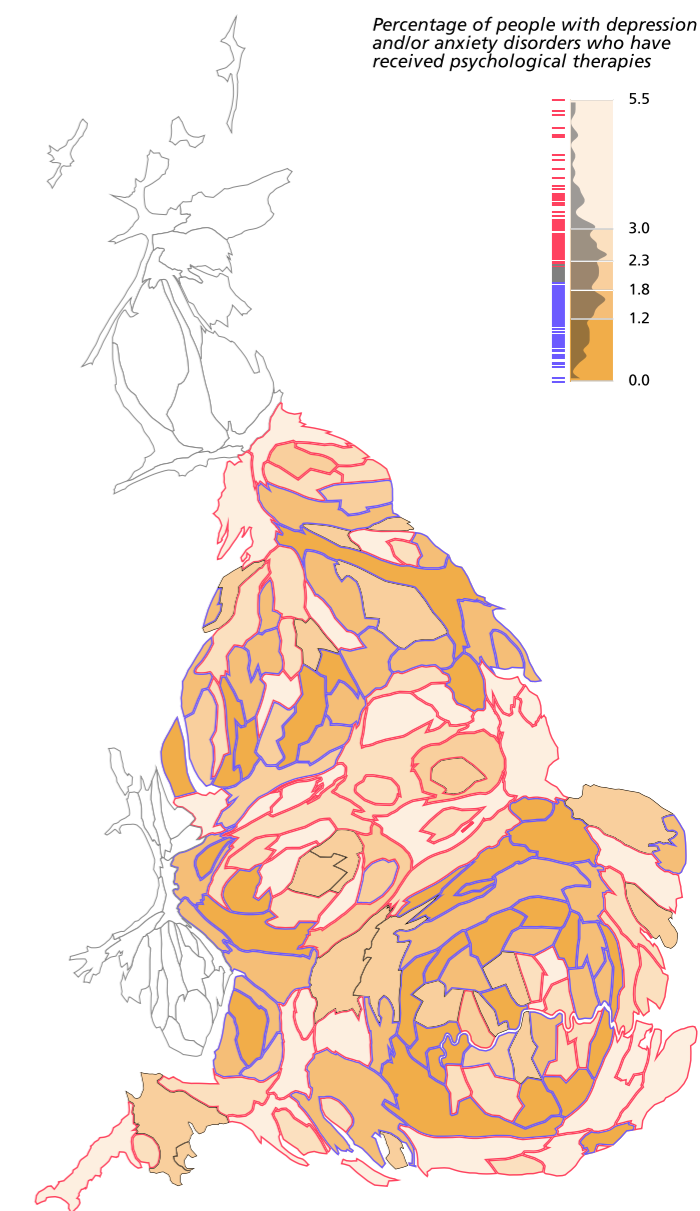 Percentage of people with depression
and/or anxiety disorders who have
received psychological therapies
5.5
3.0
2.3
1.8
1.2
0.0